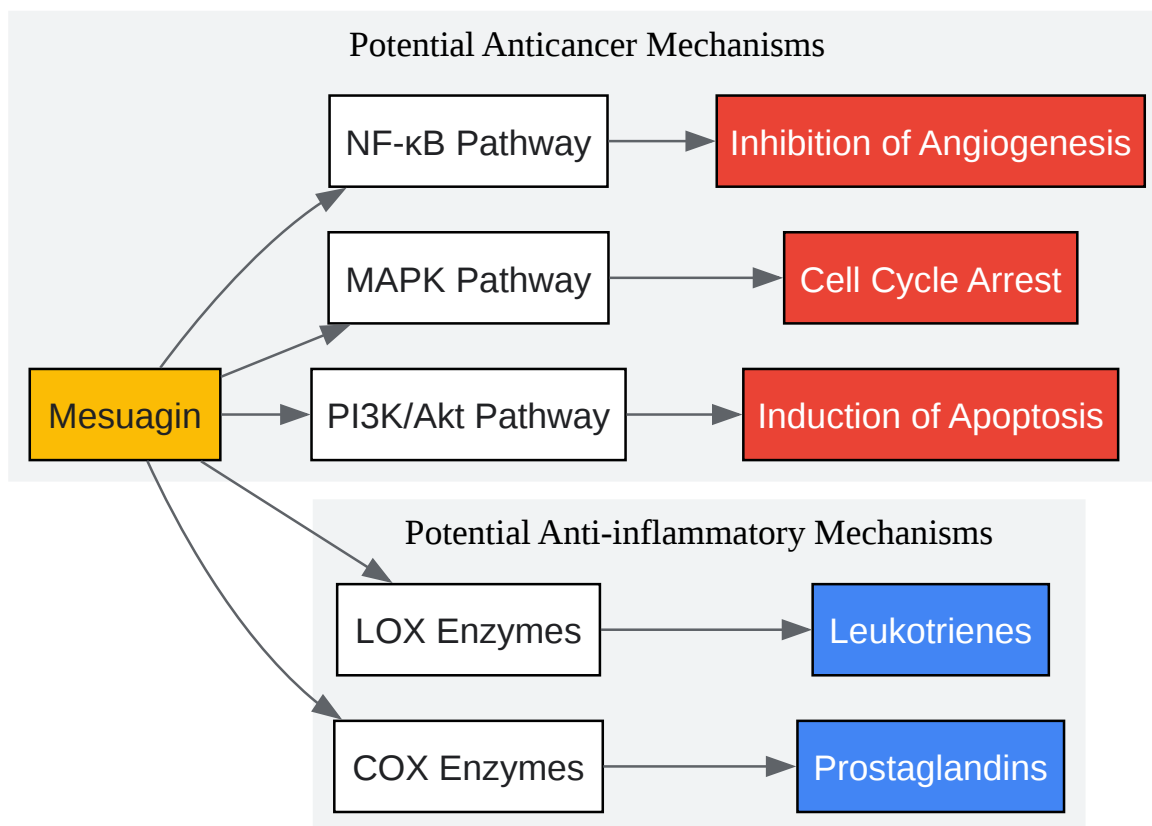 Potential Anticancer Mechanisms
NF-κB Pathway
Inhibition of Angiogenesis
MAPK Pathway
Cell Cycle Arrest
Mesuagin
PI3K/Akt Pathway
Induction of Apoptosis
Potential Anti-inflammatory Mechanisms
LOX Enzymes
Leukotrienes
COX Enzymes
Prostaglandins